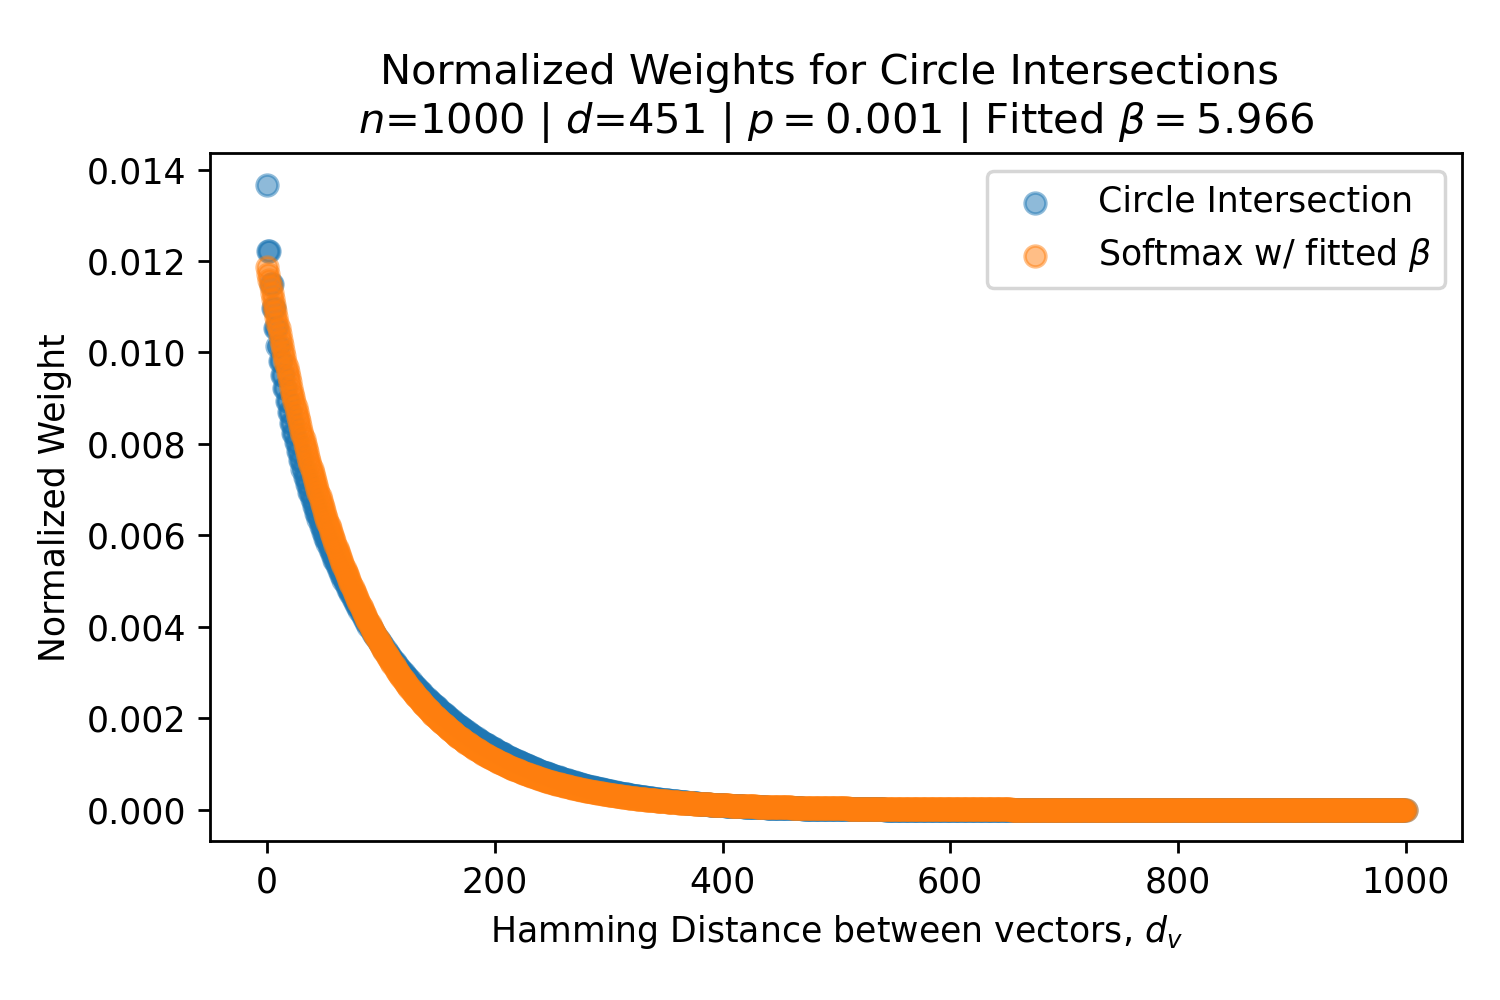 Normalized Weights for Circle Intersections
n=1000 | d=451 | p = 0.001 | Fitted β = 5.966
0.014
0.012
0.010
0.008
0.006
0.004
0.002
0.000
Normalized Weight
Circle Intersection
Softmax w/ fitted β
0 200 400 600 800 1000
Hamming Distance between vectors, d_v